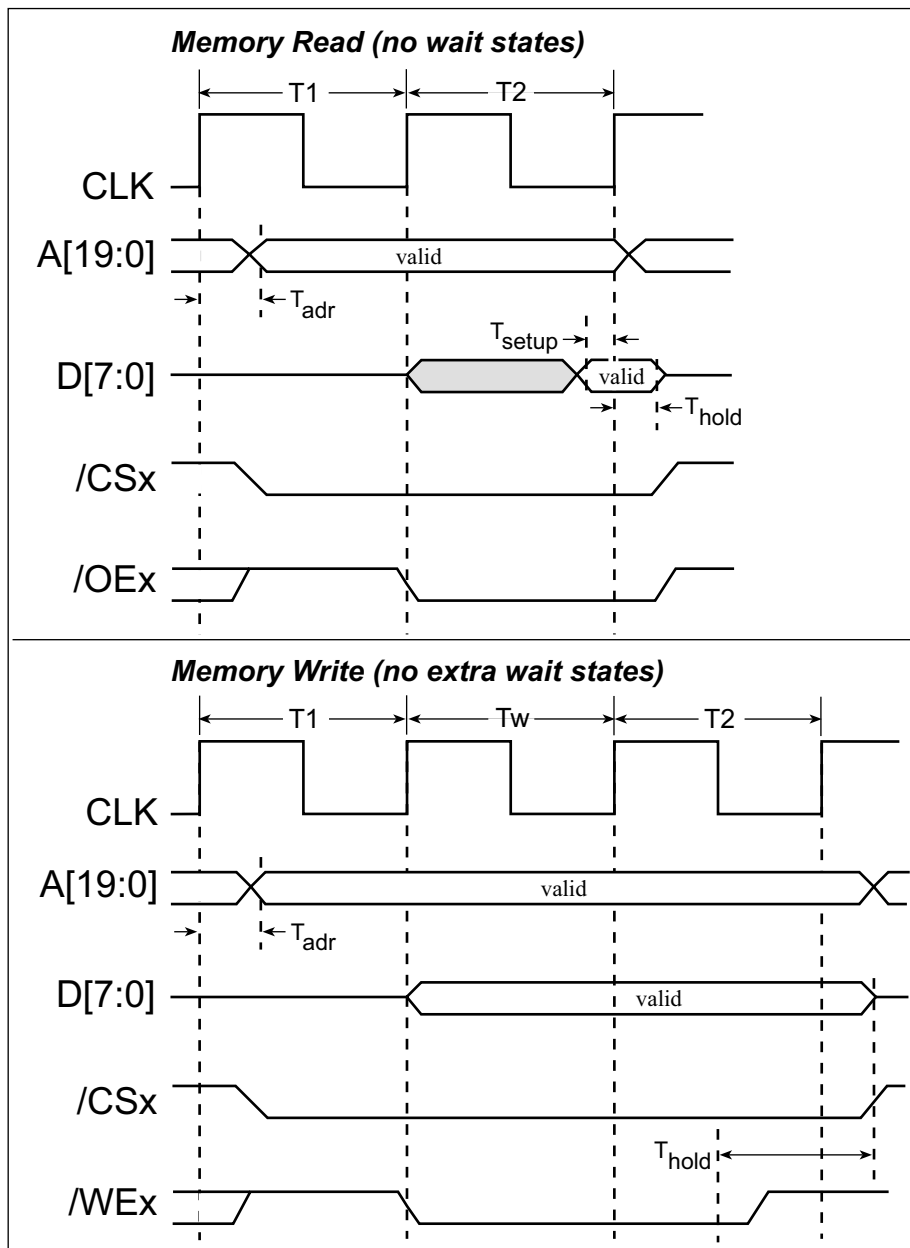 Memory Read (no wait states)
T1 T2
CLK
A[19:0] valid
Tadr
Tsetup
D[7:0] valid
Thold
/CSx
/OEx
Memory Write (no extra wait states)
T1 Tw T2
CLK
A[19:0] valid
Tadr
D[7:0] valid
/CSx
Thold
/WEx